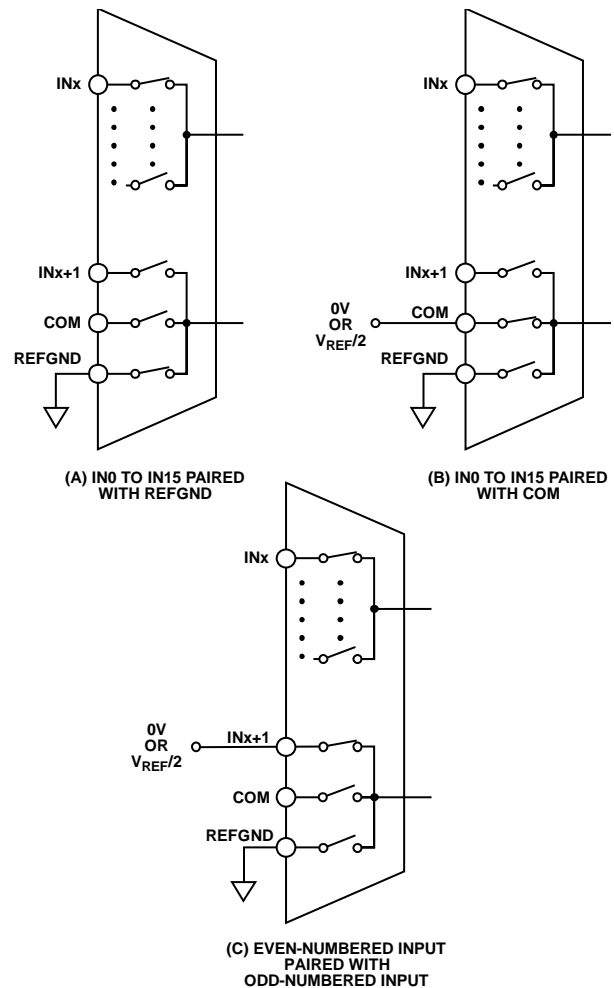 INx
INx+1
COM
REFGND
(A) IN0 TO IN15 PAIRED
WITH REFGND
INx
INx+1
0V
OR
VREF/2
COM
REFGND
(B) IN0 TO IN15 PAIRED
WITH COM
INx
0V
OR
VREF/2
INx+1
COM
REFGND
(C) EVEN-NUMBERED INPUT
PAIRED WITH
ODD-NUMBERED INPUT